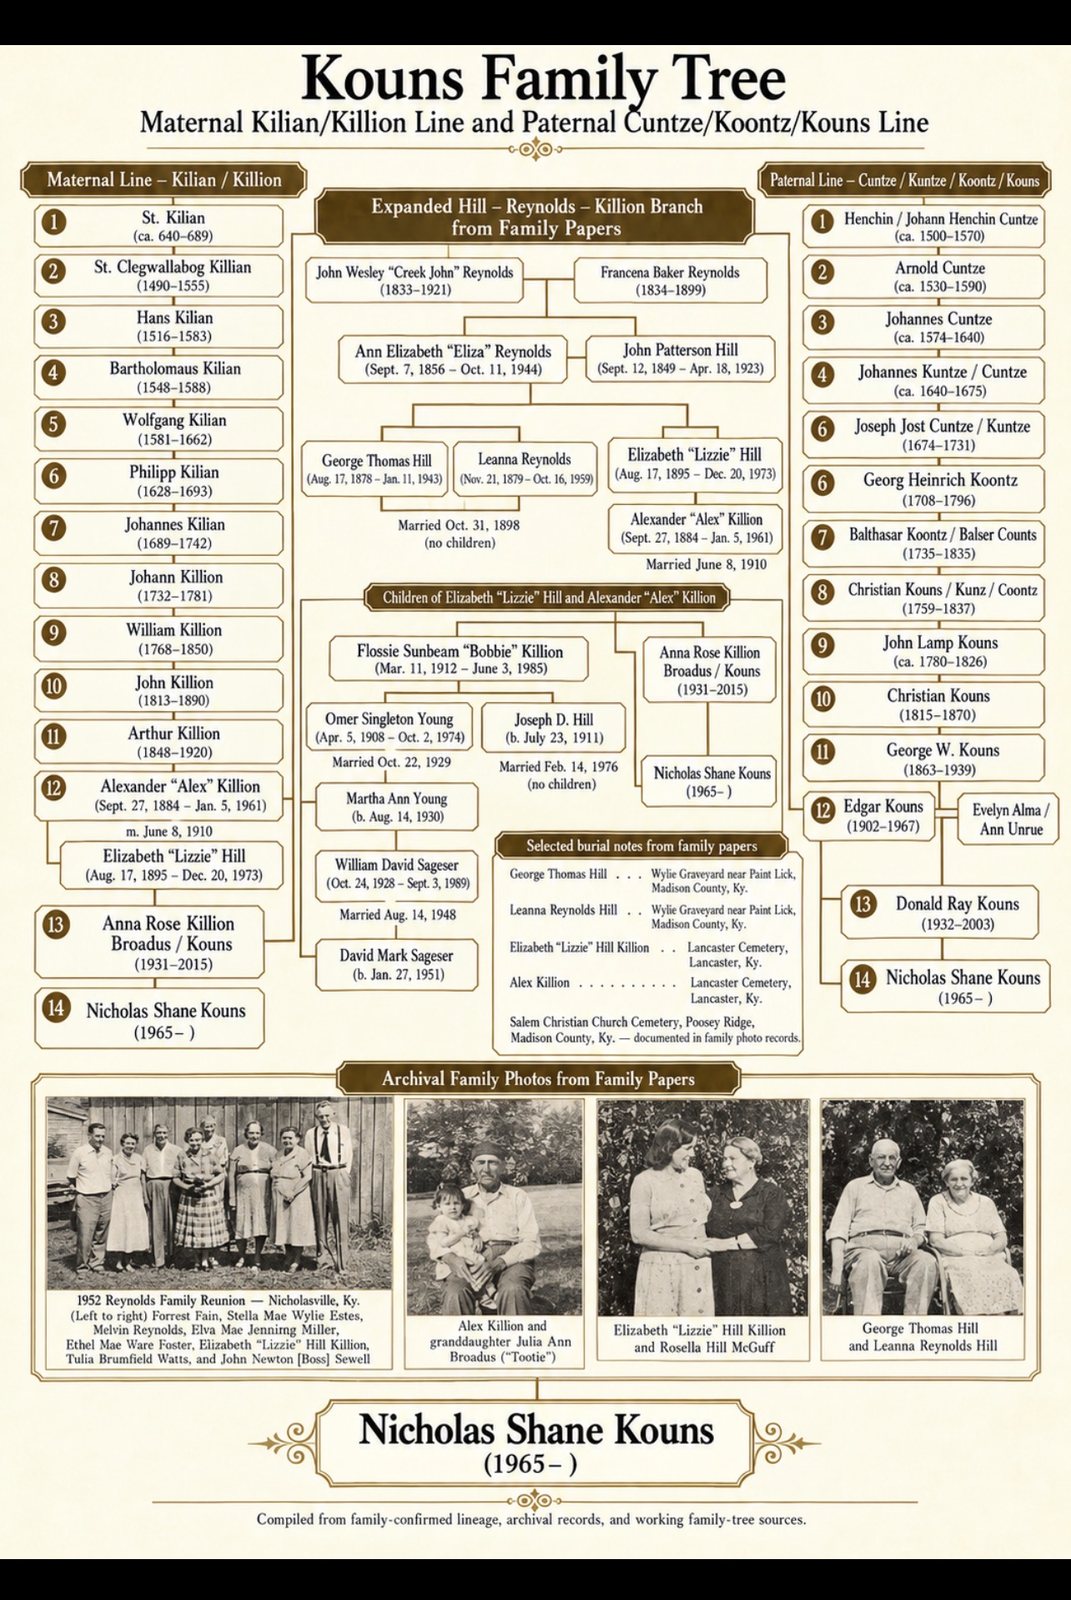 Kouns Family Tree
Maternal Kilian/Killion Line and Paternal Cuntze/Koontz/Kouns Line
Maternal Line – Kilian / Killion
1
St. Kilian
(ca. 640–689)
2
St. Clegwallabog Killian
(1490–1555)
3
Hans Kilian
(1516–1583)
4
Bartholomaus Kilian
(1548–1588)
5
Wolfgang Kilian
(1581–1662)
6
Philipp Kilian
(1628–1693)
7
Johannes Kilian
(1689–1742)
8
Johann Killion
(1732–1781)
9
William Killion
(1768–1850)
10
John Killion
(1813–1890)
11
Arthur Killion
(1848–1920)
12
Alexander “Alex” Killion
(Sept. 27, 1884 – Jan. 5, 1961)
m. June 8, 1910
Elizabeth “Lizzie” Hill
(Aug. 17, 1895 – Dec. 20, 1973)
13
Anna Rose Killion
Broadus / Kouns
(1931–2015)
14
Nicholas Shane Kouns
(1965– )
Expanded Hill – Reynolds – Killion Branch
from Family Papers
John Wesley “Creek John” Reynolds
(1833–1921)
Francena Baker Reynolds
(1834–1899)
Ann Elizabeth “Eliza” Reynolds
(Sept. 7, 1856 – Oct. 11, 1944)
John Patterson Hill
(Sept. 12, 1849 – Apr. 18, 1923)
George Thomas Hill
(Aug. 17, 1878 – Jan. 11, 1943)
Leanna Reynolds
(Nov. 21, 1879 – Oct. 16, 1959)
Married Oct. 31, 1898
(no children)
Elizabeth “Lizzie” Hill
(Aug. 17, 1895 – Dec. 20, 1973)
Alexander “Alex” Killion
(Sept. 27, 1884 – Jan. 5, 1961)
Married June 8, 1910
Children of Elizabeth “Lizzie” Hill and Alexander “Alex” Killion
Flossie Sunbeam “Bobbie” Killion
(Mar. 11, 1912 – June 3, 1985)
Anna Rose Killion
Broadus / Kouns
(1931–2015)
Omer Singleton Young
(Apr. 5, 1908 – Oct. 2, 1974)
Married Oct. 22, 1929
Joseph D. Hill
(b. July 23, 1911)
Married Feb. 14, 1976
(no children)
Nicholas Shane Kouns
(1965– )
Martha Ann Young
(b. Aug. 14, 1930)
William David Sageser
(Oct. 24, 1928 – Sept. 3, 1989)
Married Aug. 14, 1948
David Mark Sageser
(b. Jan. 27, 1951)
Selected burial notes from family papers
George Thomas Hill . . . Wylie Graveyard near Paint Lick,
Madison County, Ky.
Leanna Reynolds Hill . . Wylie Graveyard near Paint Lick,
Madison County, Ky.
Elizabeth “Lizzie” Hill Killion . . Lancaster Cemetery,
Lancaster, Ky.
Alex Killion . . . . . . . . . . Lancaster Cemetery,
Lancaster, Ky.
Salem Christian Church Cemetery, Poosey Ridge,
Madison County, Ky. — documented in family photo records.
Paternal Line – Cuntze / Kuntze / Koontz / Kouns
1
Henchin / Johann Henchin Cuntze
(ca. 1500–1570)
2
Arnold Cuntze
(ca. 1530–1590)
3
Johannes Cuntze
(ca. 1574–1640)
4
Johannes Kuntze / Cuntze
(ca. 1640–1675)
6
Joseph Jost Cuntze / Kuntze
(1674–1731)
6
Georg Heinrich Koontz
(1708–1796)
7
Balthasar Koontz / Balser Counts
(1735–1835)
8
Christian Kouns / Kunz / Coontz
(1759–1837)
9
John Lamp Kouns
(ca. 1780–1826)
10
Christian Kouns
(1815–1870)
11
George W. Kouns
(1863–1939)
12
Edgar Kouns
(1902–1967)
Evelyn Alma /
Ann Unrue
13
Donald Ray Kouns
(1932–2003)
14
Nicholas Shane Kouns
(1965– )
Archival Family Photos from Family Papers
1952 Reynolds Family Reunion — Nicholasville, Ky.
(Left to right) Forrest Fain, Stella Mae Wylie Estes,
Melvin Reynolds, Elva Mae Jennirng Miller,
Ethel Mae Ware Foster, Elizabeth “Lizzie” Hill Killion,
Tulia Brumfield Watts, and John Newton [Boss] Sewell
Alex Killion and
granddaughter Julia Ann
Broadus (“Tootie”)
Elizabeth “Lizzie” Hill Killion
and Rosella Hill McGuff
George Thomas Hill
and Leanna Reynolds Hill
Nicholas Shane Kouns
(1965– )
Compiled from family-confirmed lineage, archival records, and working family-tree sources.